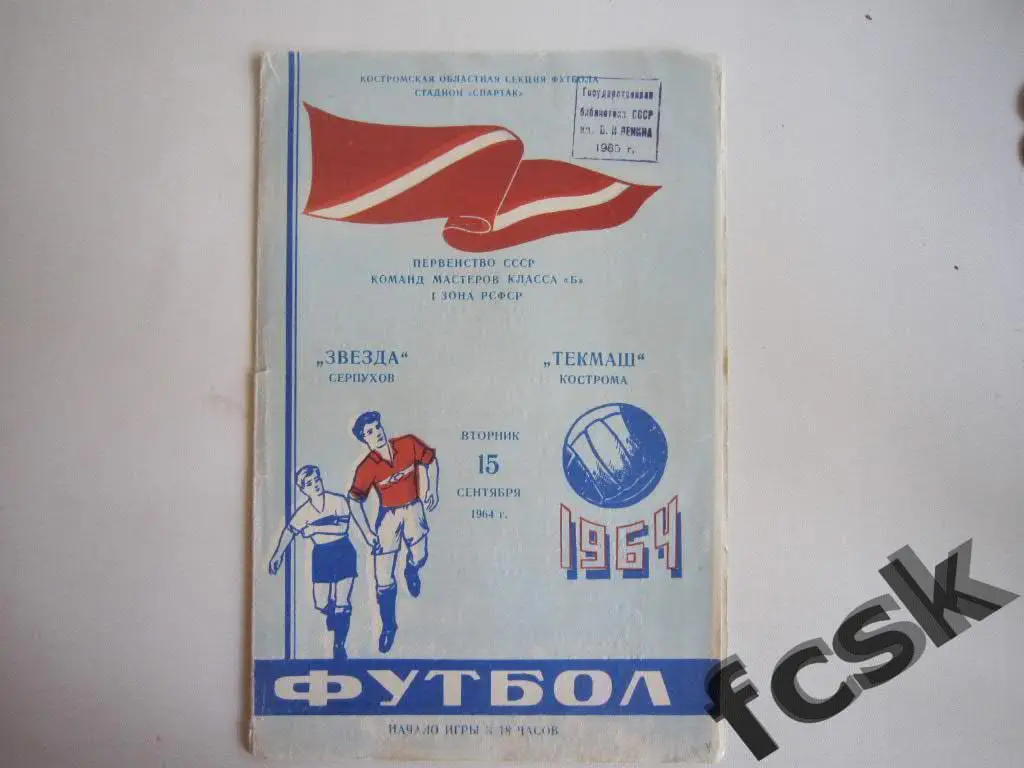 КОСТРОМСКАЯ ОБЛАСТНАЯ СЕКЦИЯ ФУТБОЛА
СТАДИОН «СПАРТАК»
Государственная
библиотека СССР
им. В. И ЛЕНИНА
1965 г.
ПЕРВЕНСТВО СССР
КОМАНД МАСТЕРОВ КЛАССА «Б»
I ЗОНА РСФСР
„ЗВЕЗДА“
СЕРПУХОВ
„ТЕКМАШ“
КОСТРОМА
ВТОРНИК
15
СЕНТЯБРЯ
1964 г.
1964
ФУТБОЛ
НАЧАЛО ИГРЫ В 18 ЧАСОВ
fcsk